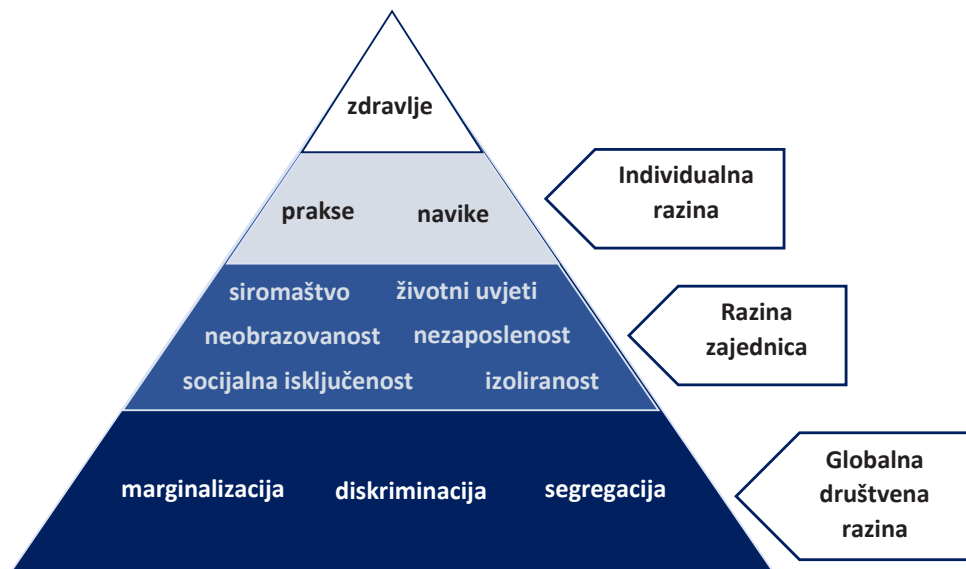 zdravlje
prakse navike
Individualna
razina
siromaštvo životni uvjeti
neobrazovanost nezaposlenost
socijalna isključenost izoliranost
Razina
zajednica
marginalizacija diskriminacija segregacija
Globalna
društvena
razina